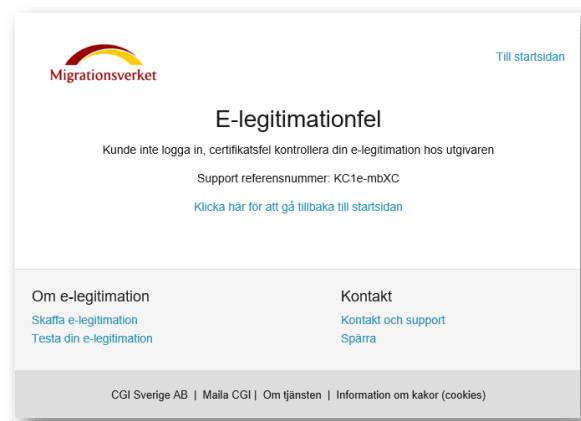 Migrationsverket
Till startsidan
E-legitimationfel
Kunde inte logga in, certifikatsfel kontrollera din e-legitimation hos utgivaren
Support referensnummer: KC1e-mbXC
Klicka här för att gå tillbaka till startsidan
Om e-legitimation
Skaffa e-legitimation
Testa din e-legitimation
Kontakt
Kontakt och support
Spärra
CGI Sverige AB | Maila CGI | Om tjänsten | Information om kakor (cookies)